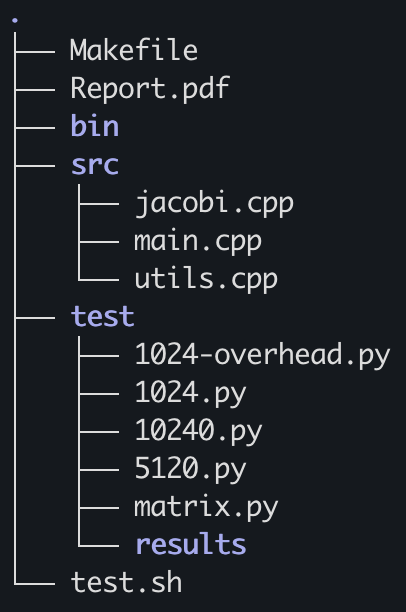 .
Makefile
Report.pdf
bin
src
jacobi.cpp
main.cpp
utils.cpp
test
1024-overhead.py
1024.py
10240.py
5120.py
matrix.py
results
test.sh